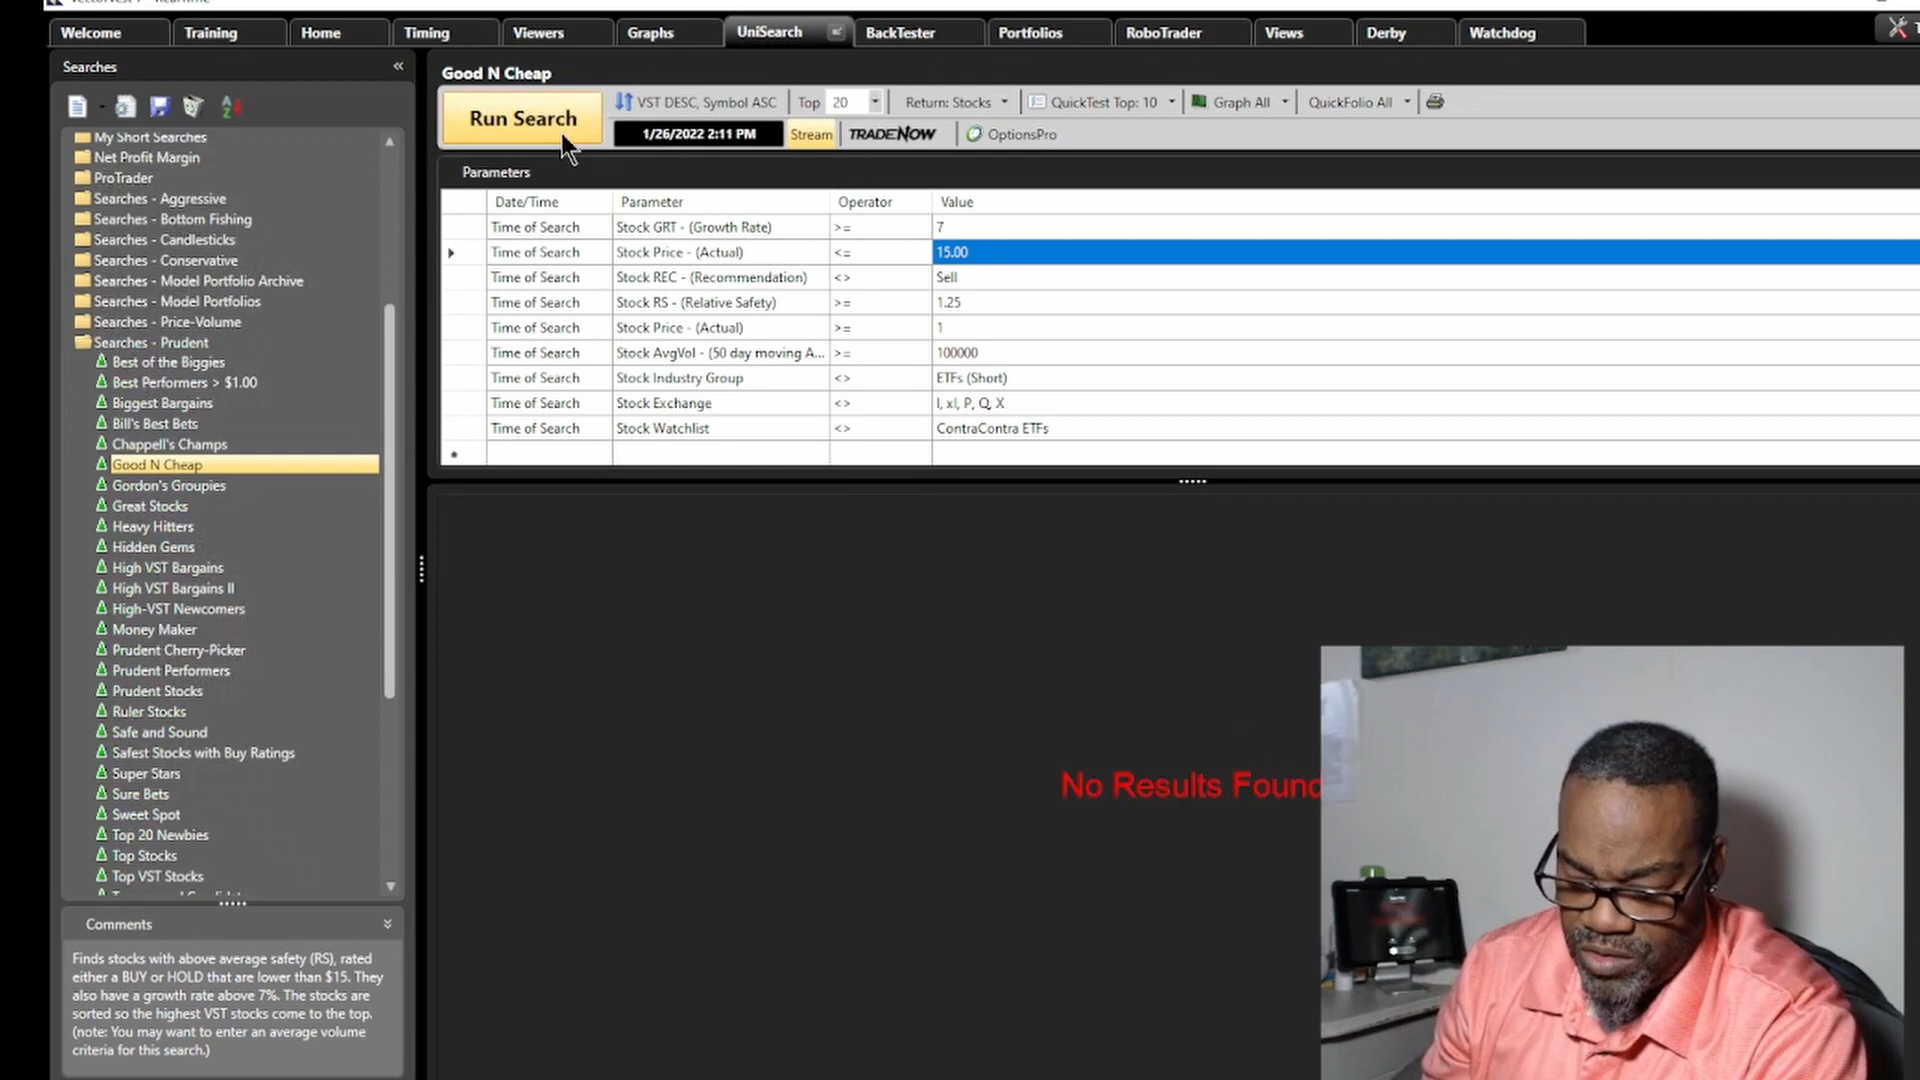 Welcome
Training
Home
Timing
Viewers
Graphs
UniSearch
BackTester
Portfolios
RoboTrader
Views
Derby
Watchdog
Searches
Good N Cheap
Run Search
VST DESC, Symbol ASC
Top 20
Return: Stocks
QuickTest Top: 10
Graph All
QuickFolio All
1/26/2022 2:11 PM
Stream
TRADENOW
OptionsPro
Parameters
Date/Time Parameter Operator Value
Time of Search Stock GRT - (Growth Rate) >= 7
Time of Search Stock Price - (Actual) <= 15.00
Time of Search Stock REC - (Recommendation) <> Sell
Time of Search Stock RS - (Relative Safety) >= 1.25
Time of Search Stock Price - (Actual) >= 1
Time of Search Stock AvgVol - (50 day moving A... >= 100000
Time of Search Stock Industry Group <> ETFs (Short)
Time of Search Stock Exchange <> I, xI, P, Q, X
Time of Search Stock Watchlist <> ContraContra ETFs
My Short Searches
Net Profit Margin
ProTrader
Searches - Aggressive
Searches - Bottom Fishing
Searches - Candlesticks
Searches - Conservative
Searches - Model Portfolio Archive
Searches - Model Portfolios
Searches - Price-Volume
Searches - Prudent
Best of the Biggies
Best Performers > $1.00
Biggest Bargains
Bill's Best Bets
Chappell's Champs
Good N Cheap
Gordon's Groupies
Great Stocks
Heavy Hitters
Hidden Gems
High VST Bargains
High VST Bargains II
High-VST Newcomers
Money Maker
Prudent Cherry-Picker
Prudent Performers
Prudent Stocks
Ruler Stocks
Safe and Sound
Safest Stocks with Buy Ratings
Super Stars
Sure Bets
Sweet Spot
Top 20 Newbies
Top Stocks
Top VST Stocks
No Results Found
Comments
Finds stocks with above average safety (RS), rated
either a BUY or HOLD that are lower than $15. They
also have a growth rate above 7%. The stocks are
sorted so the highest VST stocks come to the top.
(note: You may want to enter an average volume
criteria for this search.)